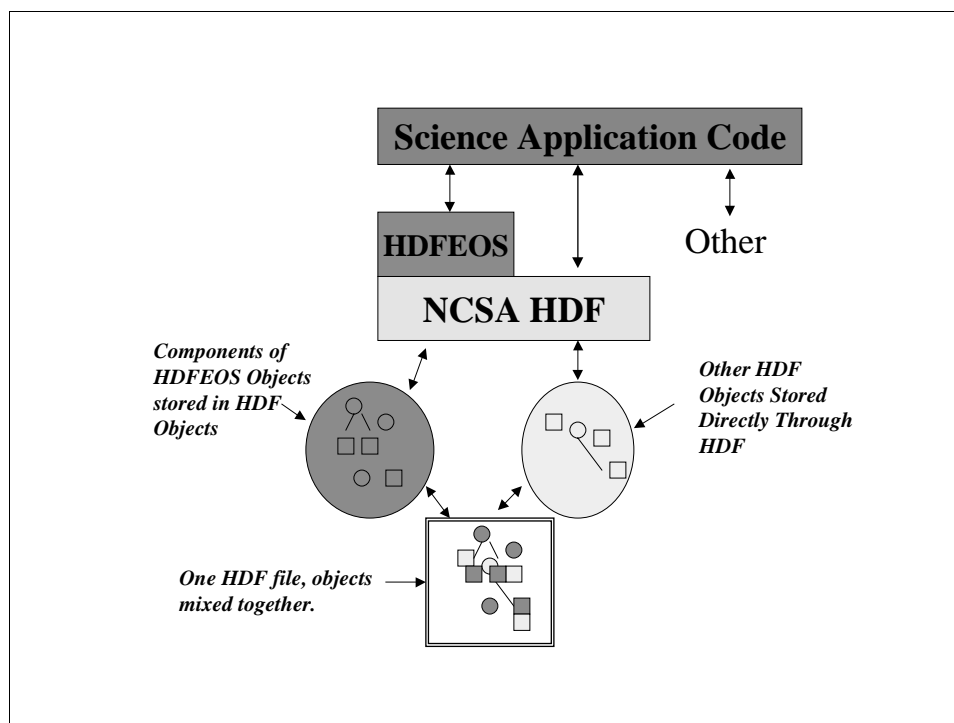 Science Application Code
HDFEOS
Other
NCSA HDF
Components of
HDFEOS Objects
stored in HDF
Objects
Other HDF
Objects Stored
Directly Through
HDF
One HDF file, objects
mixed together.